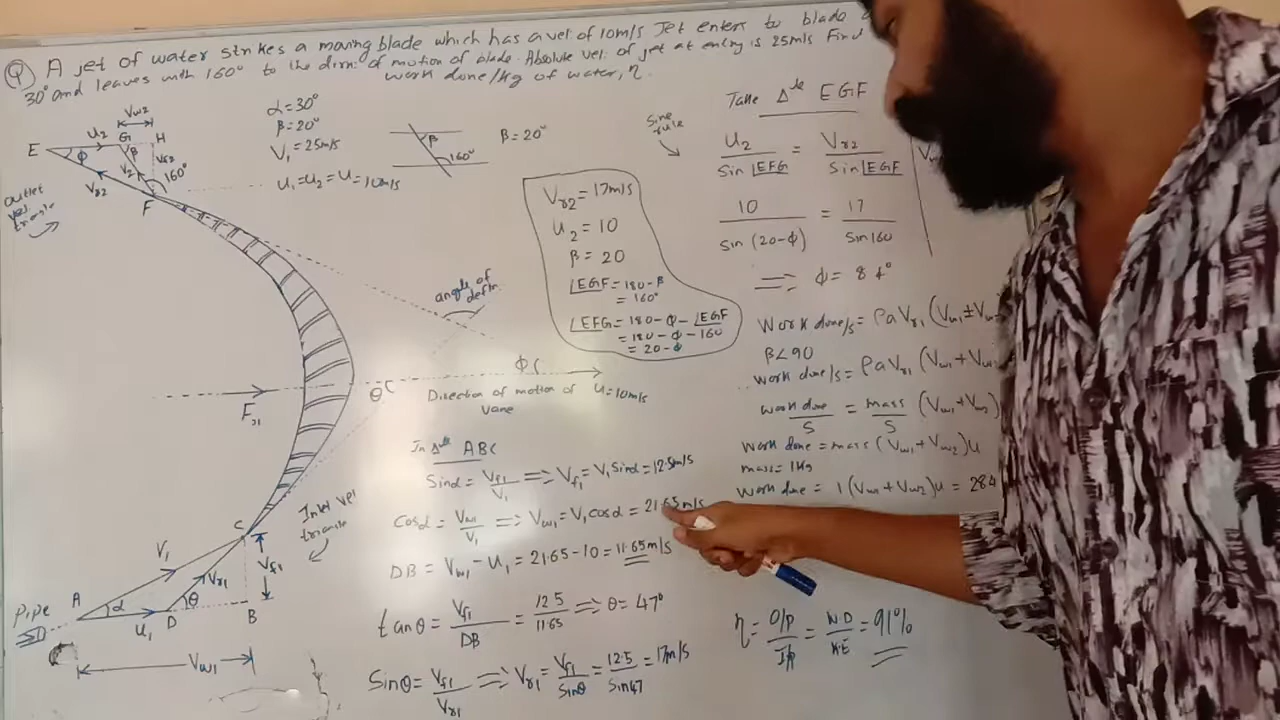 Q) A jet of water strikes a moving blade which has a vel of 10m/s Jet enters to blade
30° and leaves with 160° to the dirn: of motion of blade. Absolute vel. of jet at entry is 25m/s Find
work done/kg of water, η.
Vw2
E
U2
G
H
φ
β
V2
Vr2
160°
F
outlet
vel.
triangle
α = 30°
β = 20°
V1 = 25m/s
U1 = U2 = U = 10m/s
β
160°
β = 20°
Vr2 = 17m/s
U2 = 10
β = 20
∠EGF = 180 - β
= 160°
∠EFG = 180 - φ - ∠EGF
= 180 - φ - 160
= 20 - φ
Sine
rule
Take Δle EGF
U2/Sin∠EFG = Vr2/Sin∠EGF
10/Sin(20-φ) = 17/Sin160
=> φ = 8.4°
Work done/s = ρaVr1 (Vw1 ± Vw
β<90
work done/s = ρaVr1 (Vw1 + Vw
work done/S = mass/S (Vw1 + Vw2)
work done = mass (Vw1 + Vw2)U
mass = 1Kg
work done = 1 (Vw1 + Vw2)U = 284
η = O/P / I/P = W.D / K.E = 91%
angle of
φ
θ
Direction of motion of U = 10m/s
vane
Fx
In Δle ABC
Sinα = Vf1/V1 => Vf1 = V1 Sinα = 12.5m/s
Cosα = Vw1/V1 => Vw1 = V1 Cosα = 21.65m/s
DB = Vw1 - U1 = 21.65 - 10 = 11.65m/s
tanθ = Vf1/DB = 12.5/11.65 => θ = 47°
Sinθ = Vf1/Vr1 => Vr1 = Vf1/Sinθ = 12.5/Sin47 = 17m/s
Inlet vel
triangle
C
V1
Vr1
Vf1
Pipe
A
α
U1
D
θ
B
Vw1